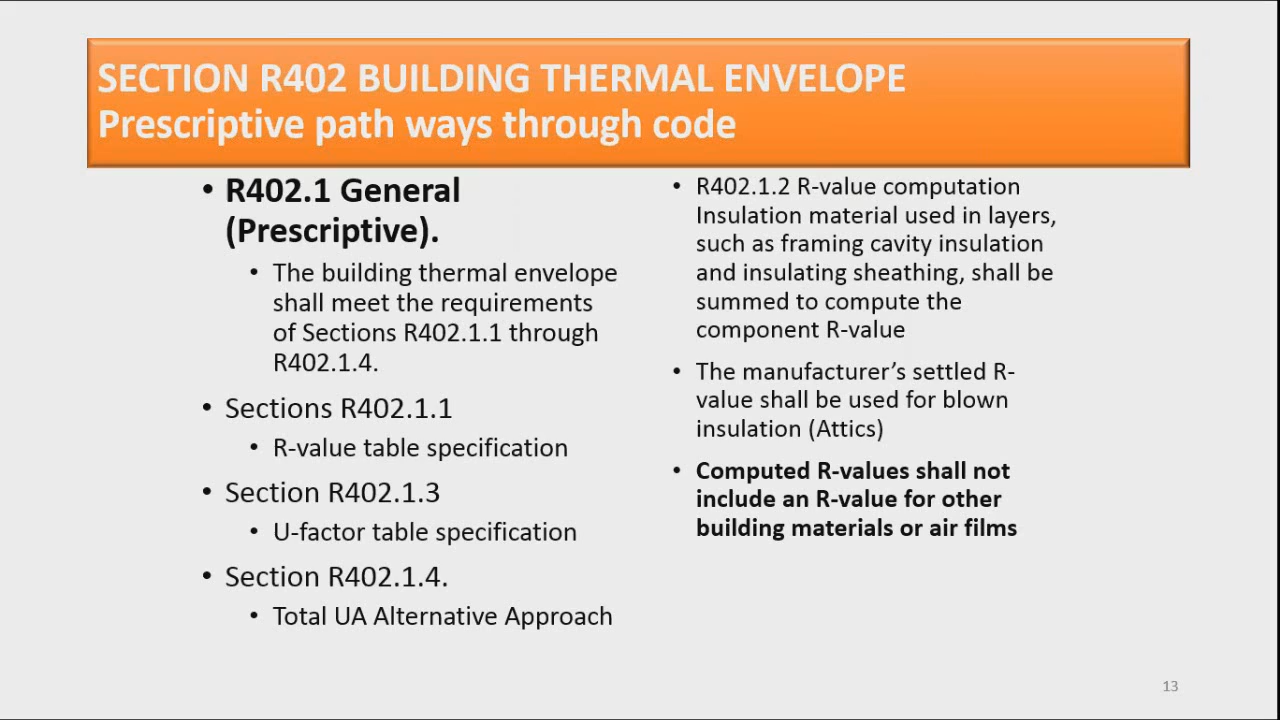 SECTION R402 BUILDING THERMAL ENVELOPE
Prescriptive path ways through code
• R402.1 General
(Prescriptive).
• The building thermal envelope
shall meet the requirements
of Sections R402.1.1 through
R402.1.4.
• Sections R402.1.1
• R-value table specification
• Section R402.1.3
• U-factor table specification
• Section R402.1.4.
• Total UA Alternative Approach
• R402.1.2 R-value computation
Insulation material used in layers,
such as framing cavity insulation
and insulating sheathing, shall be
summed to compute the
component R-value
• The manufacturer’s settled R-
value shall be used for blown
insulation (Attics)
• Computed R-values shall not
include an R-value for other
building materials or air films
13